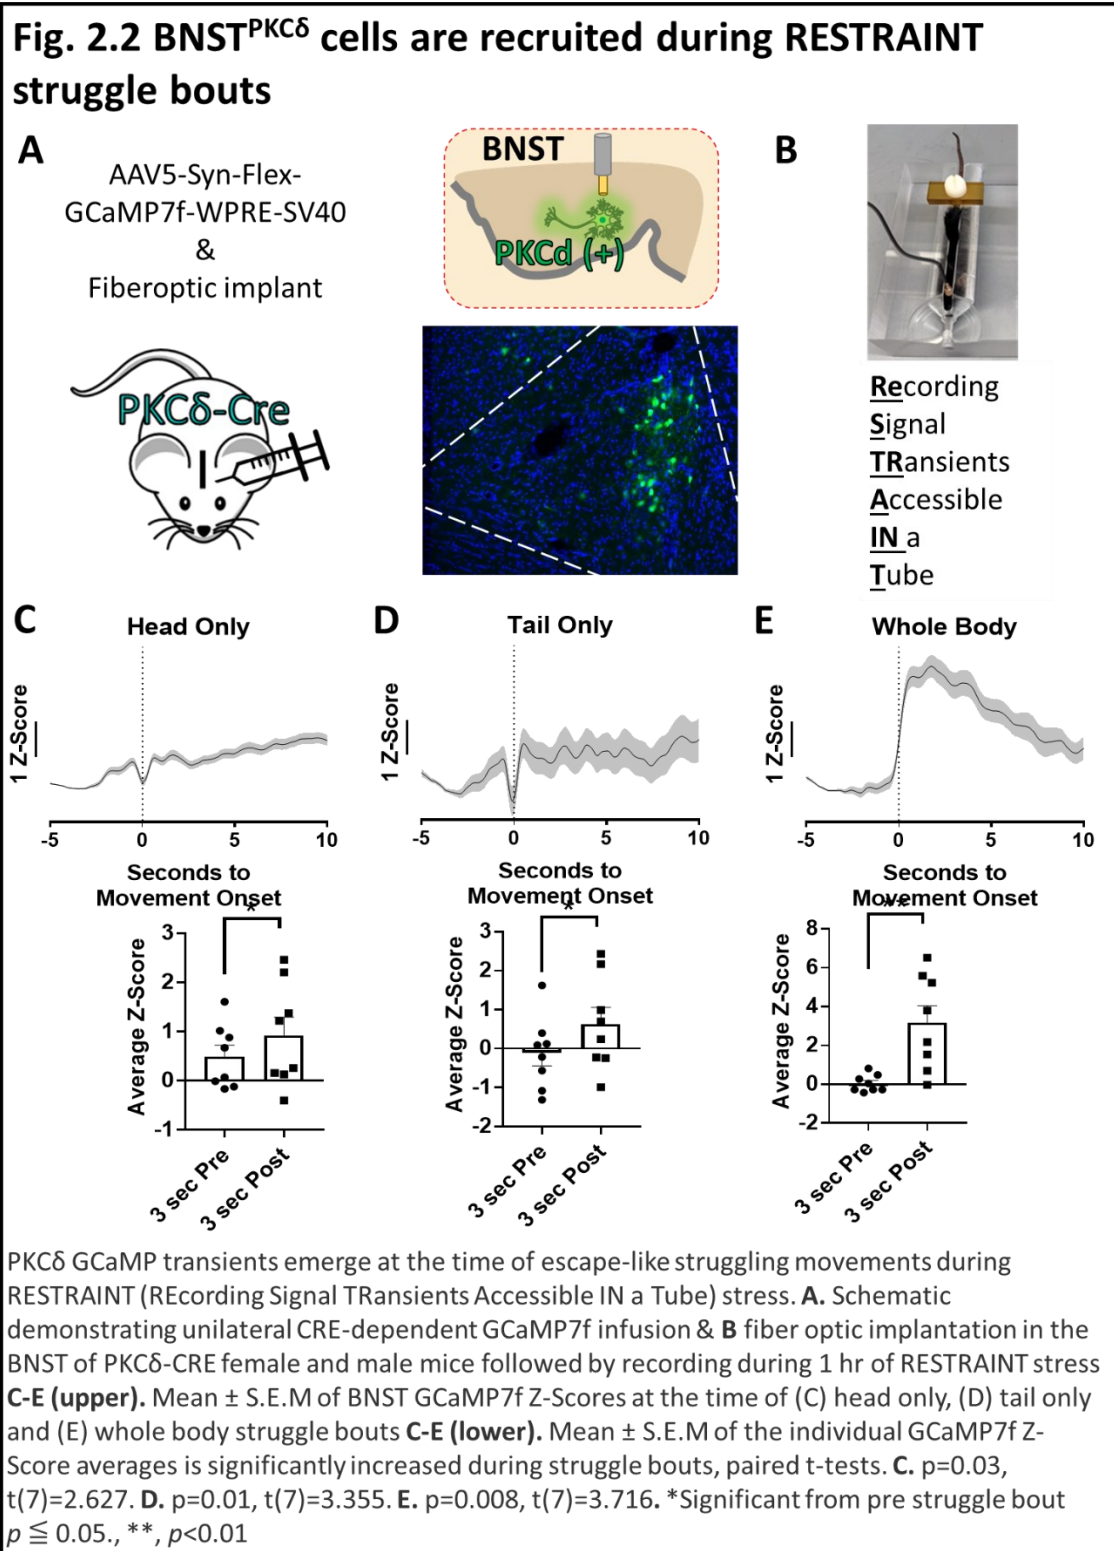 Fig. 2.2 BNSTPKCδ cells are recruited during RESTRAINT
struggle bouts
A
AAV5-Syn-Flex-
GCaMP7f-WPRE-SV40
&
Fiberoptic implant
PKCδ-Cre
BNST
PKCd (+)
B
Recording
Signal
TRansients
Accessible
IN a
Tube
C
Head Only
1 Z-Score
-5 0 5 10
Seconds to
Movement Onset
*
Average Z-Score
3
2
1
0
-1
3 sec Pre
3 sec Post
D
Tail Only
1 Z-Score
-5 0 5 10
Seconds to
Movement Onset
*
Average Z-Score
3
2
1
0
-1
-2
3 sec Pre
3 sec Post
E
Whole Body
1 Z-Score
-5 0 5 10
Seconds to
Movement Onset
**
Average Z-Score
8
6
4
2
0
-2
3 sec Pre
3 sec Post
PKCδ GCaMP transients emerge at the time of escape-like struggling movements during
RESTRAINT (REcording Signal TRansients Accessible IN a Tube) stress. A. Schematic
demonstrating unilateral CRE-dependent GCaMP7f infusion & B fiber optic implantation in the
BNST of PKCδ-CRE female and male mice followed by recording during 1 hr of RESTRAINT stress
C-E (upper). Mean ± S.E.M of BNST GCaMP7f Z-Scores at the time of (C) head only, (D) tail only
and (E) whole body struggle bouts C-E (lower). Mean ± S.E.M of the individual GCaMP7f Z-
Score averages is significantly increased during struggle bouts, paired t-tests. C. p=0.03,
t(7)=2.627. D. p=0.01, t(7)=3.355. E. p=0.008, t(7)=3.716. *Significant from pre struggle bout
p ≦ 0.05., **, p<0.01